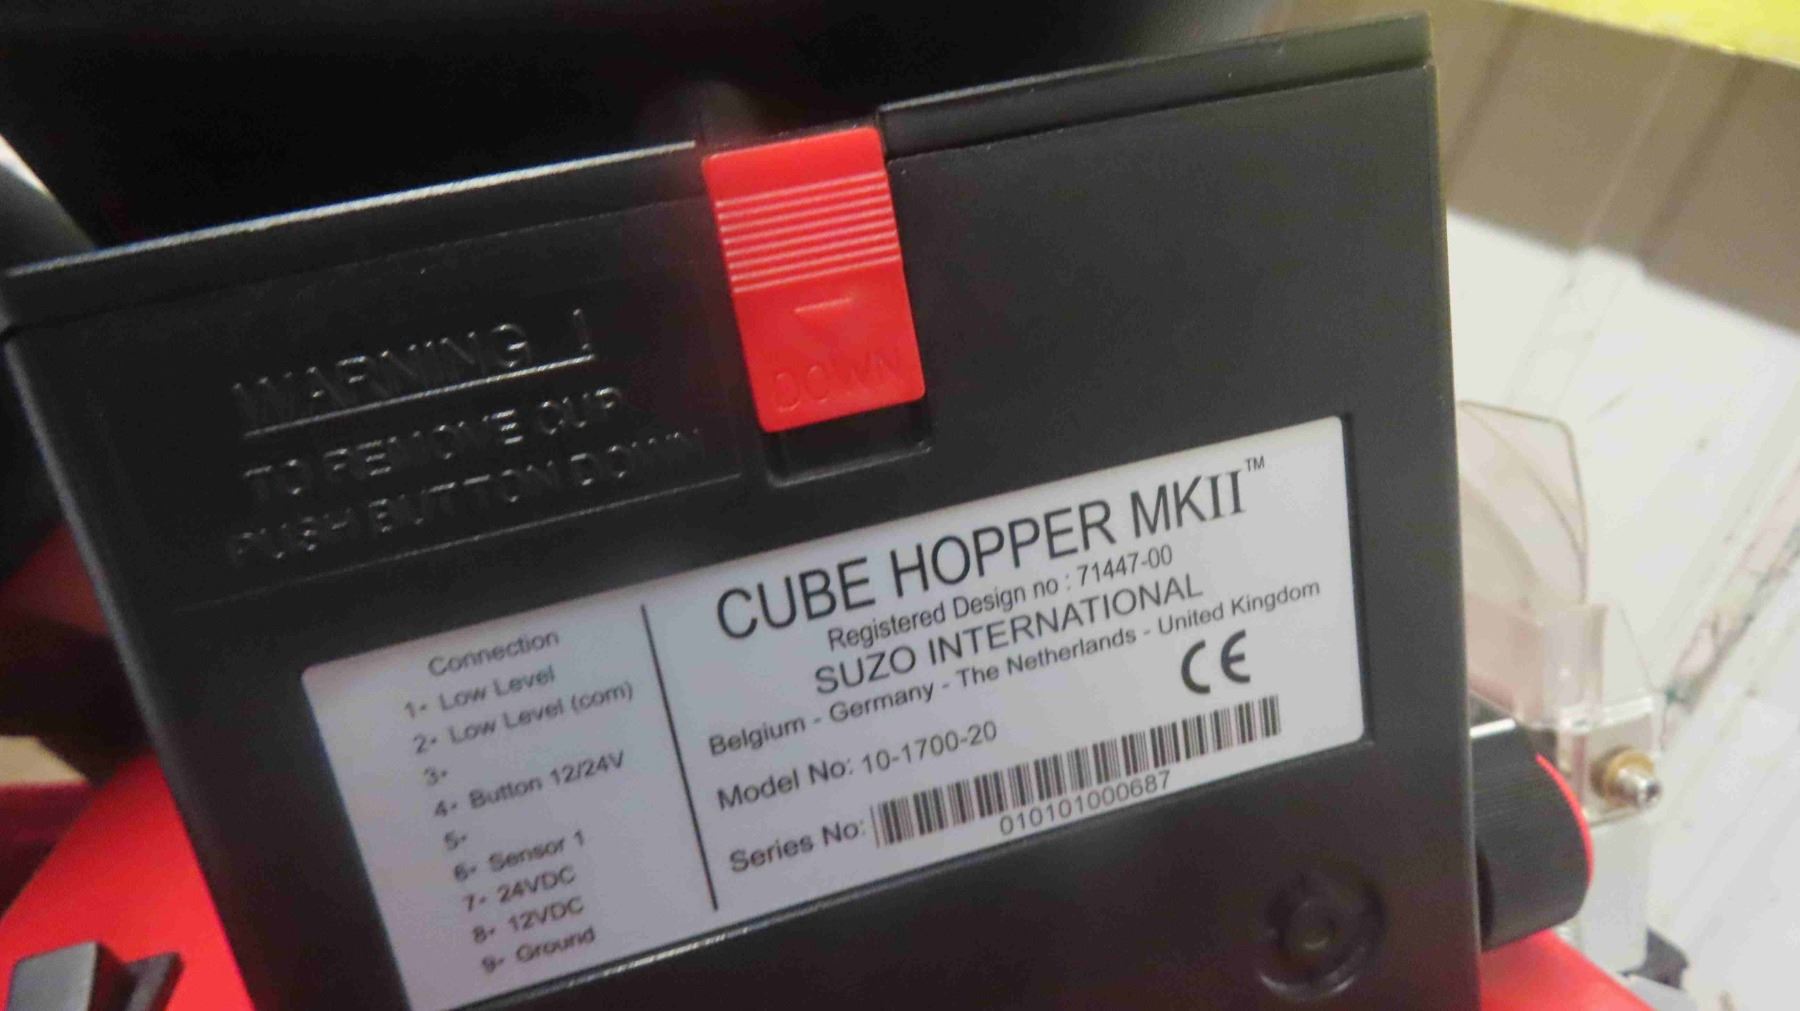 WARNING !
TO REMOVE CUP
PUSH BUTTON DOWN
DOWN
Connection
1- Low Level
2- Low Level (com)
3-
4- Button 12/24V
5-
6- Sensor 1
7- 24VDC
8- 12VDC
9- Ground
CUBE HOPPER MKII™
Registered Design no : 71447-00
SUZO INTERNATIONAL
Belgium - Germany - The Netherlands - United Kingdom
CE
Model No: 10-1700-20
Series No:
010101000687